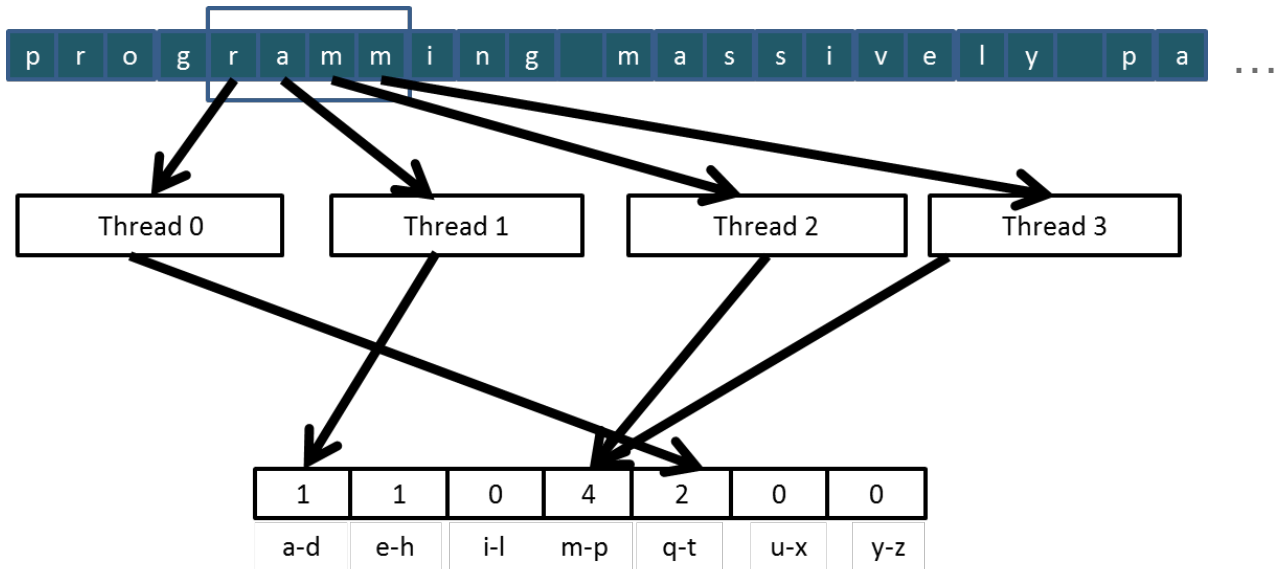 p r o g r a m m i n g m a s s i v e l y p a ...
Thread 0 Thread 1 Thread 2 Thread 3
1 1 0 4 2 0 0
a-d e-h i-l m-p q-t u-x y-z